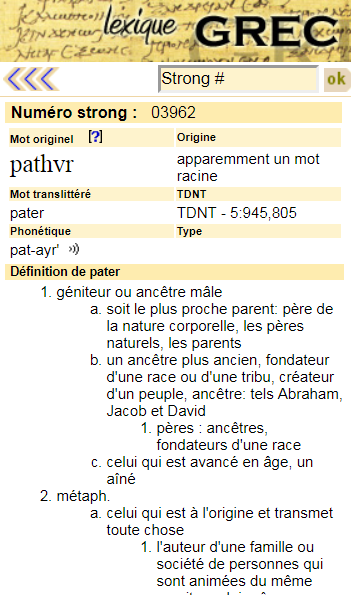 lexique GREC
Strong # ok
Numéro strong : 03962
Mot originel [?] Origine
pathvr apparemment un mot
racine
Mot translittéré TDNT
pater TDNT - 5:945,805
Phonétique Type
pat-ayr'
Définition de pater
1. géniteur ou ancêtre mâle
a. soit le plus proche parent: père de
la nature corporelle, les pères
naturels, les parents
b. un ancêtre plus ancien, fondateur
d'une race ou d'une tribu, créateur
d'un peuple, ancêtre: tels Abraham,
Jacob et David
1. pères : ancêtres,
fondateurs d'une race
c. celui qui est avancé en âge, un
aîné
2. métaph.
a. celui qui est à l'origine et transmet
toute chose
1. l'auteur d'une famille ou
société de personnes qui
sont animées du même